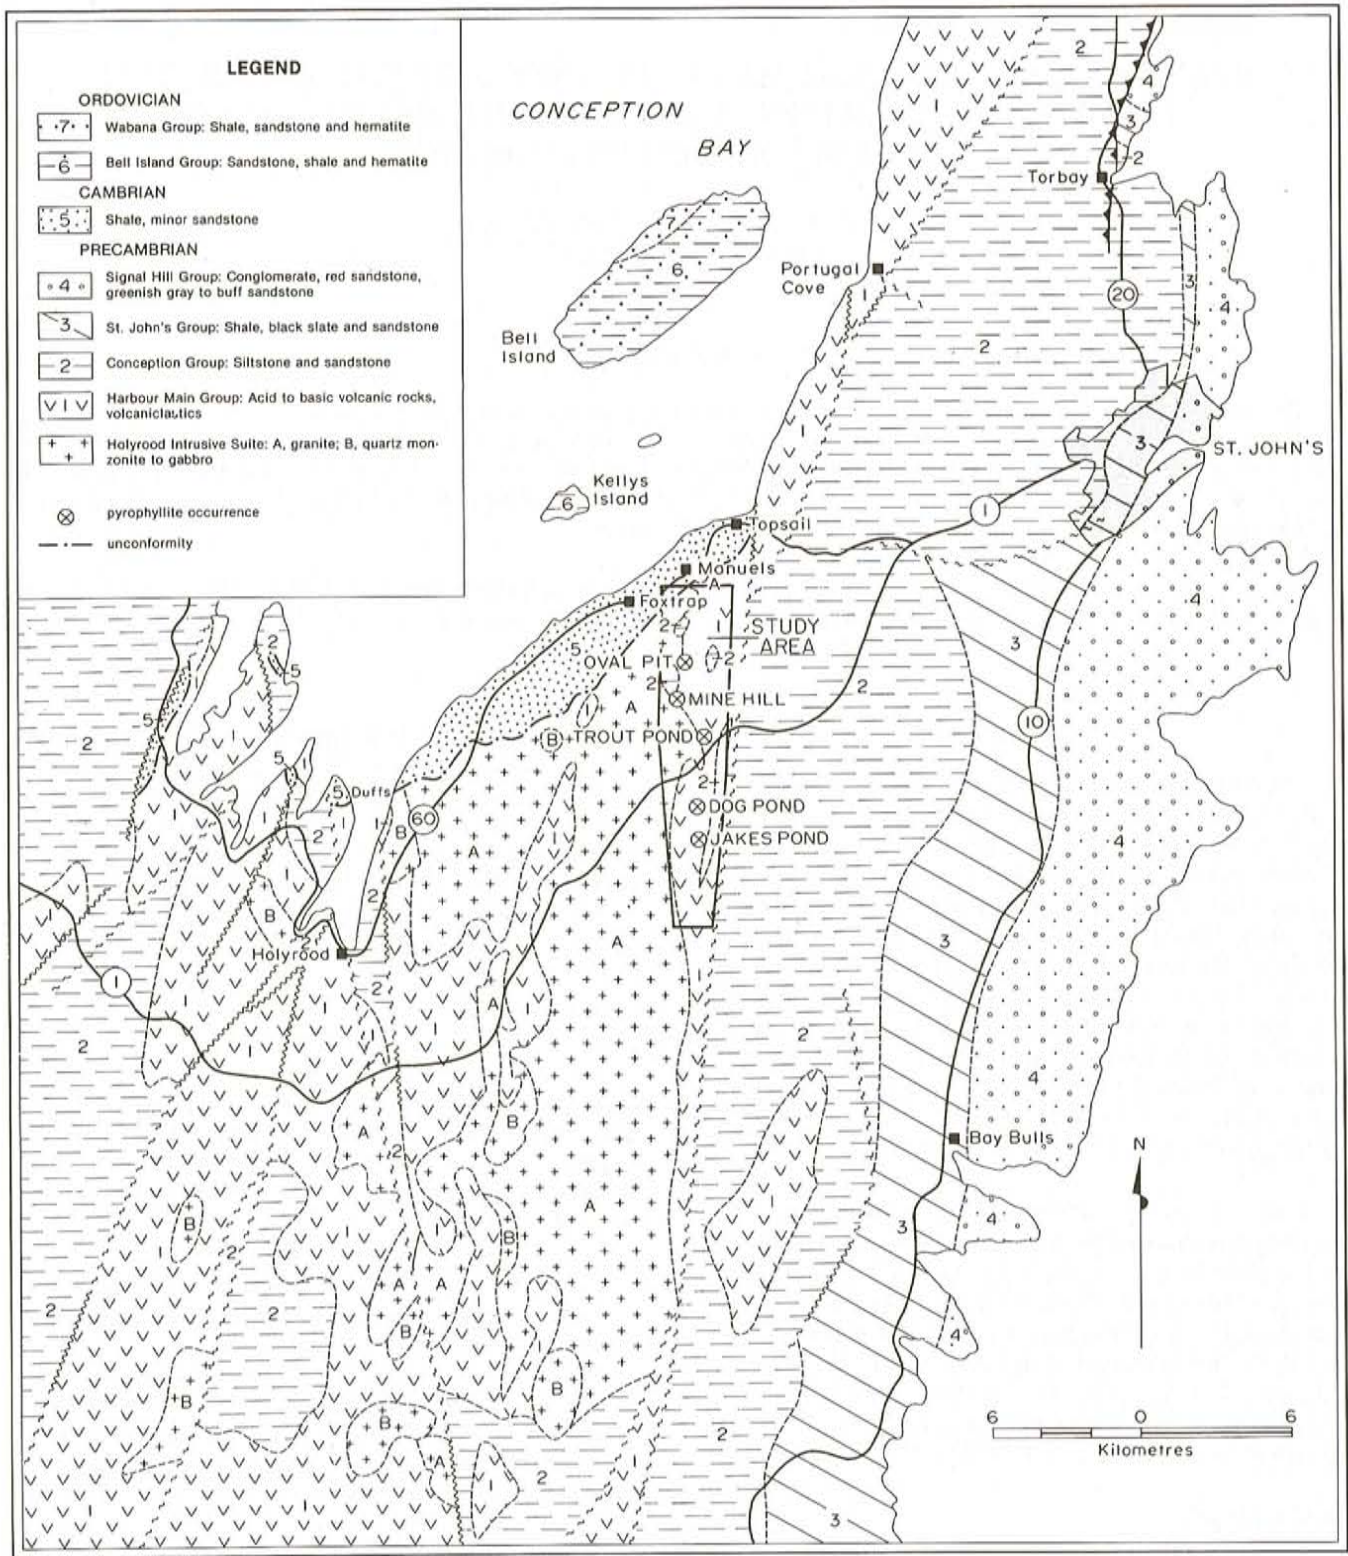 LEGEND
ORDOVICIAN
7 Wabana Group: Shale, sandstone and hematite
6 Bell Island Group: Sandstone, shale and hematite
CAMBRIAN
5 Shale, minor sandstone
PRECAMBRIAN
4 Signal Hill Group: Conglomerate, red sandstone,
greenish gray to buff sandstone
3 St. John's Group: Shale, black slate and sandstone
2 Conception Group: Siltstone and sandstone
1 Harbour Main Group: Acid to basic volcanic rocks,
volcaniclastics
Holyrood Intrusive Suite: A, granite; B, quartz mon-
zonite to gabbro
pyrophyllite occurrence
unconformity
CONCEPTION
BAY
Torbay
Portugal
Cove
20
Bell
Island
ST. JOHN'S
Kellys
Island
1
Topsail
Manuels
Foxtrap
STUDY
AREA
OVAL PIT
MINE HILL
10
TROUT POND
Duffs
DOG POND
60
JAKES POND
Holyrood
1
Bay Bulls
N
6 0 6
Kilometres